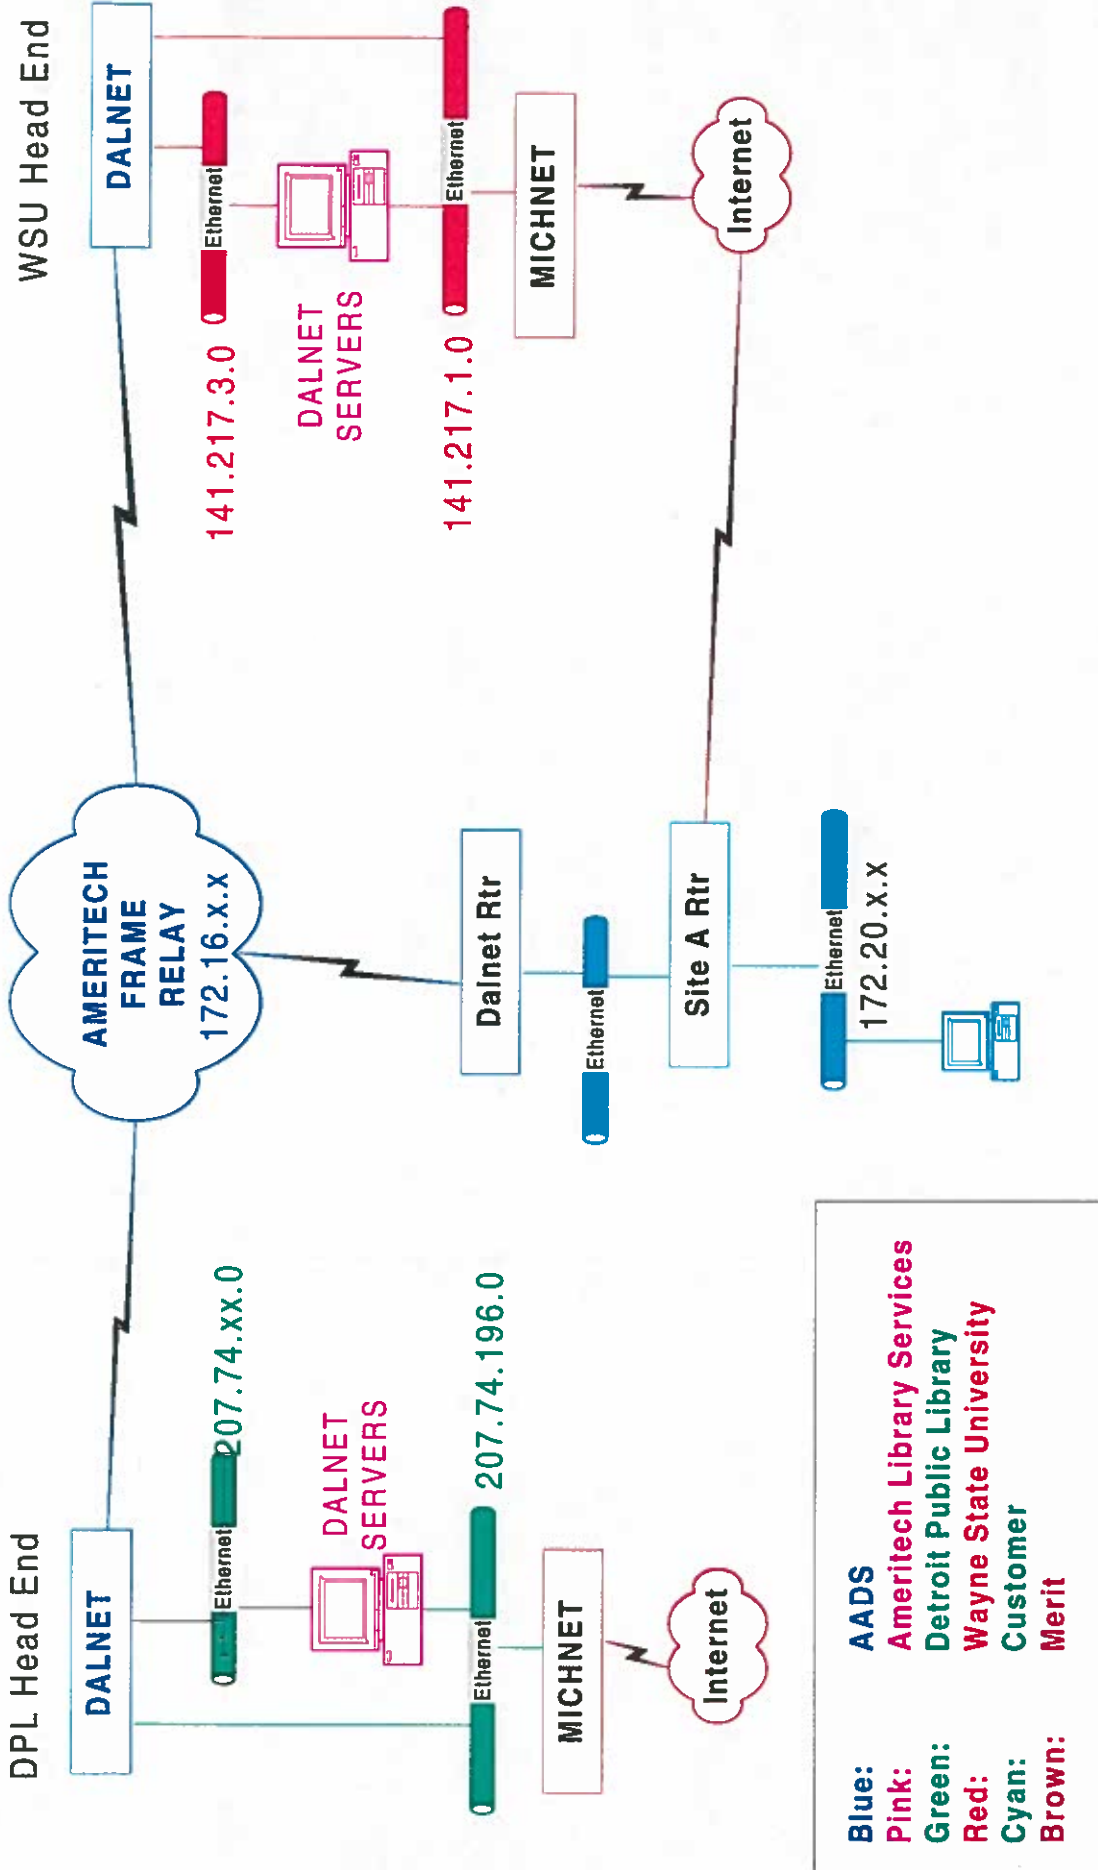 DPL Head End
DALNET
Ethernet
207.74.xx.0
DALNET
SERVERS
Ethernet
207.74.196.0
MICHNET
Internet
AMERITECH
FRAME
RELAY
172.16.x.x
Dalnet Rtr
Ethernet
Site A Rtr
Ethernet
172.20.x.x
WSU Head End
DALNET
Ethernet
141.217.3.0
DALNET
SERVERS
Ethernet
141.217.1.0
MICHNET
Internet
Blue: AADS
Pink: Ameritech Library Services
Green: Detroit Public Library
Red: Wayne State University
Cyan: Customer
Brown: Merit